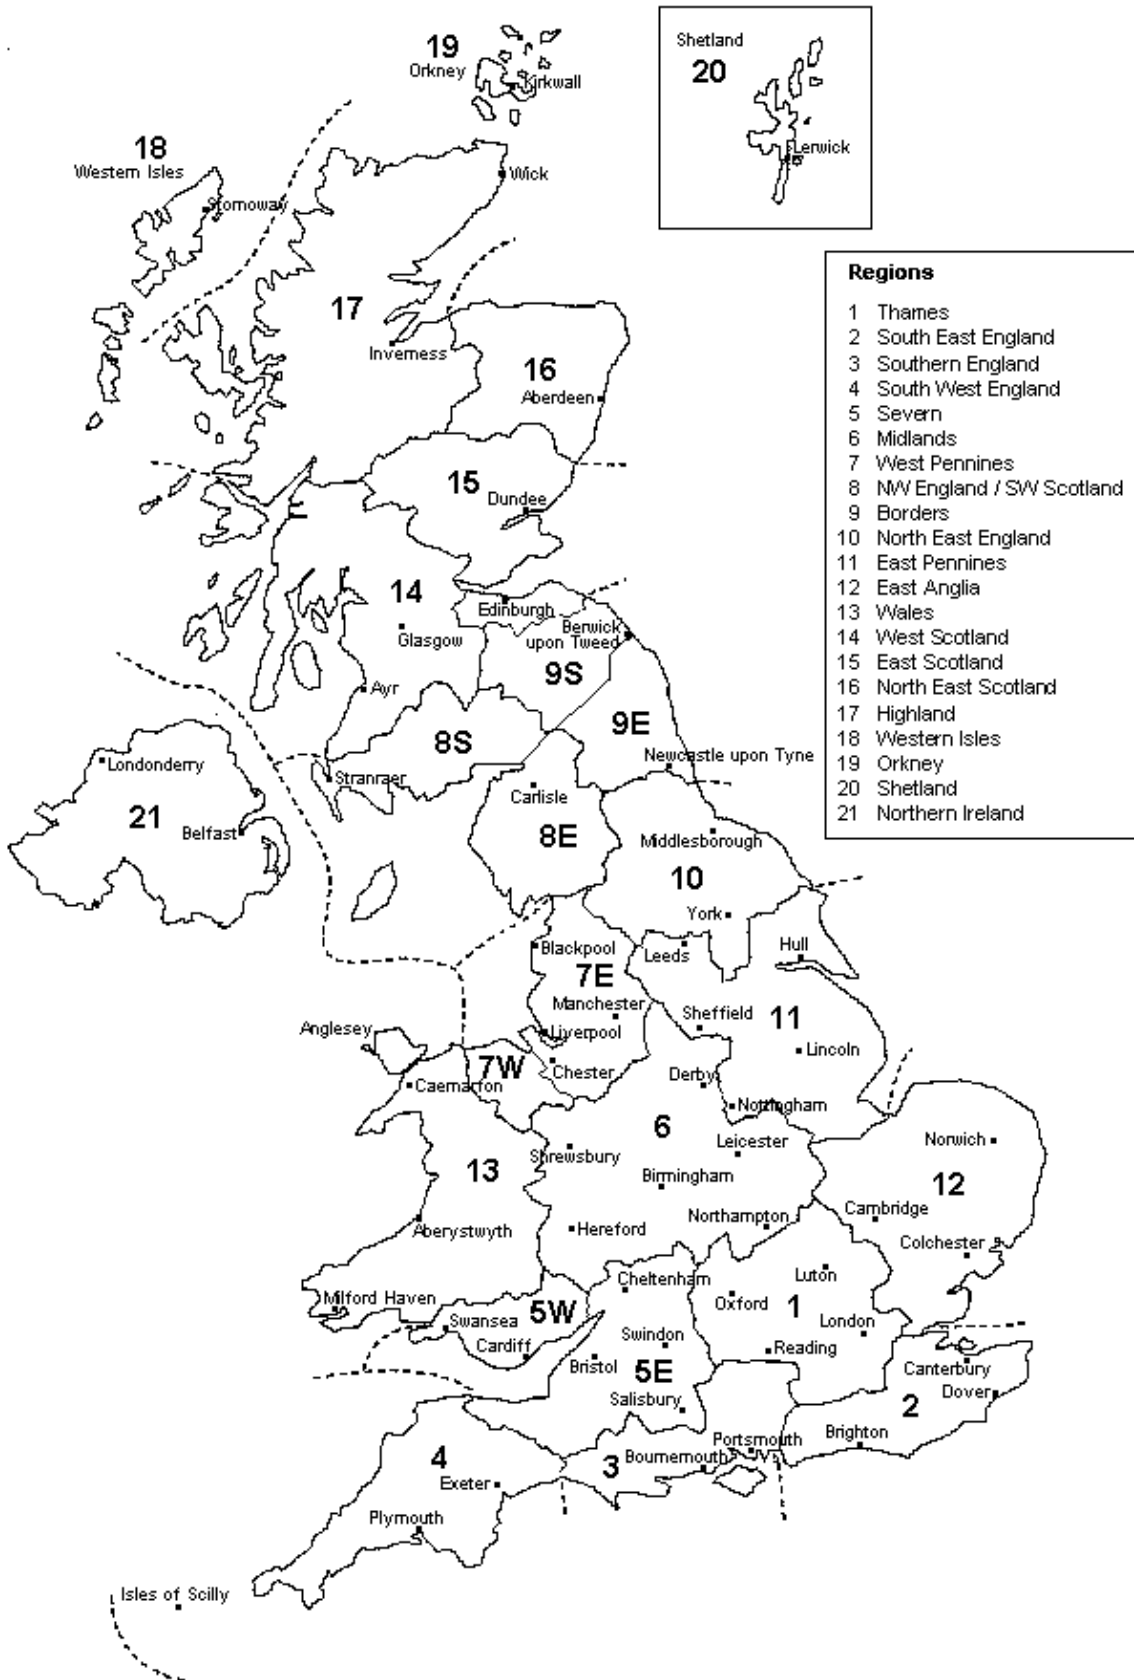 19
Orkney
Kirkwall
Shetland
20
Lerwick
18
Western Isles
Stornoway
Wick
17
Inverness
16
Aberdeen
Regions
1 Thames
2 South East England
3 Southern England
4 South West England
5 Severn
6 Midlands
7 West Pennines
8 NW England / SW Scotland
9 Borders
10 North East England
11 East Pennines
12 East Anglia
13 Wales
14 West Scotland
15 East Scotland
16 North East Scotland
17 Highland
18 Western Isles
19 Orkney
20 Shetland
21 Northern Ireland
15
Dundee
14
Glasgow
Edinburgh
Berwick
upon Tweed
9S
Ayr
8S
9E
Newcastle upon Tyne
Stranraer
Londonderry
21
Belfast
Carlisle
8E
Middlesborough
10
York
Leeds
Hull
Blackpool
7E
Manchester
Liverpool
Sheffield
11
Lincoln
Anglesey
7W
Chester
Caernarfon
Derby
Nottingham
6
Leicester
Shrewsbury
Birmingham
Norwich
12
13
Aberystwyth
Hereford
Northampton
Cambridge
Colchester
Cheltenham
Luton
Oxford
1
London
Milford Haven
Swansea
5W
Cardiff
Swindon
Bristol
5E
Reading
Salisbury
Canterbury
Dover
2
Brighton
Portsmouth
Bournemouth
3
4
Exeter
Plymouth
Isles of Scilly